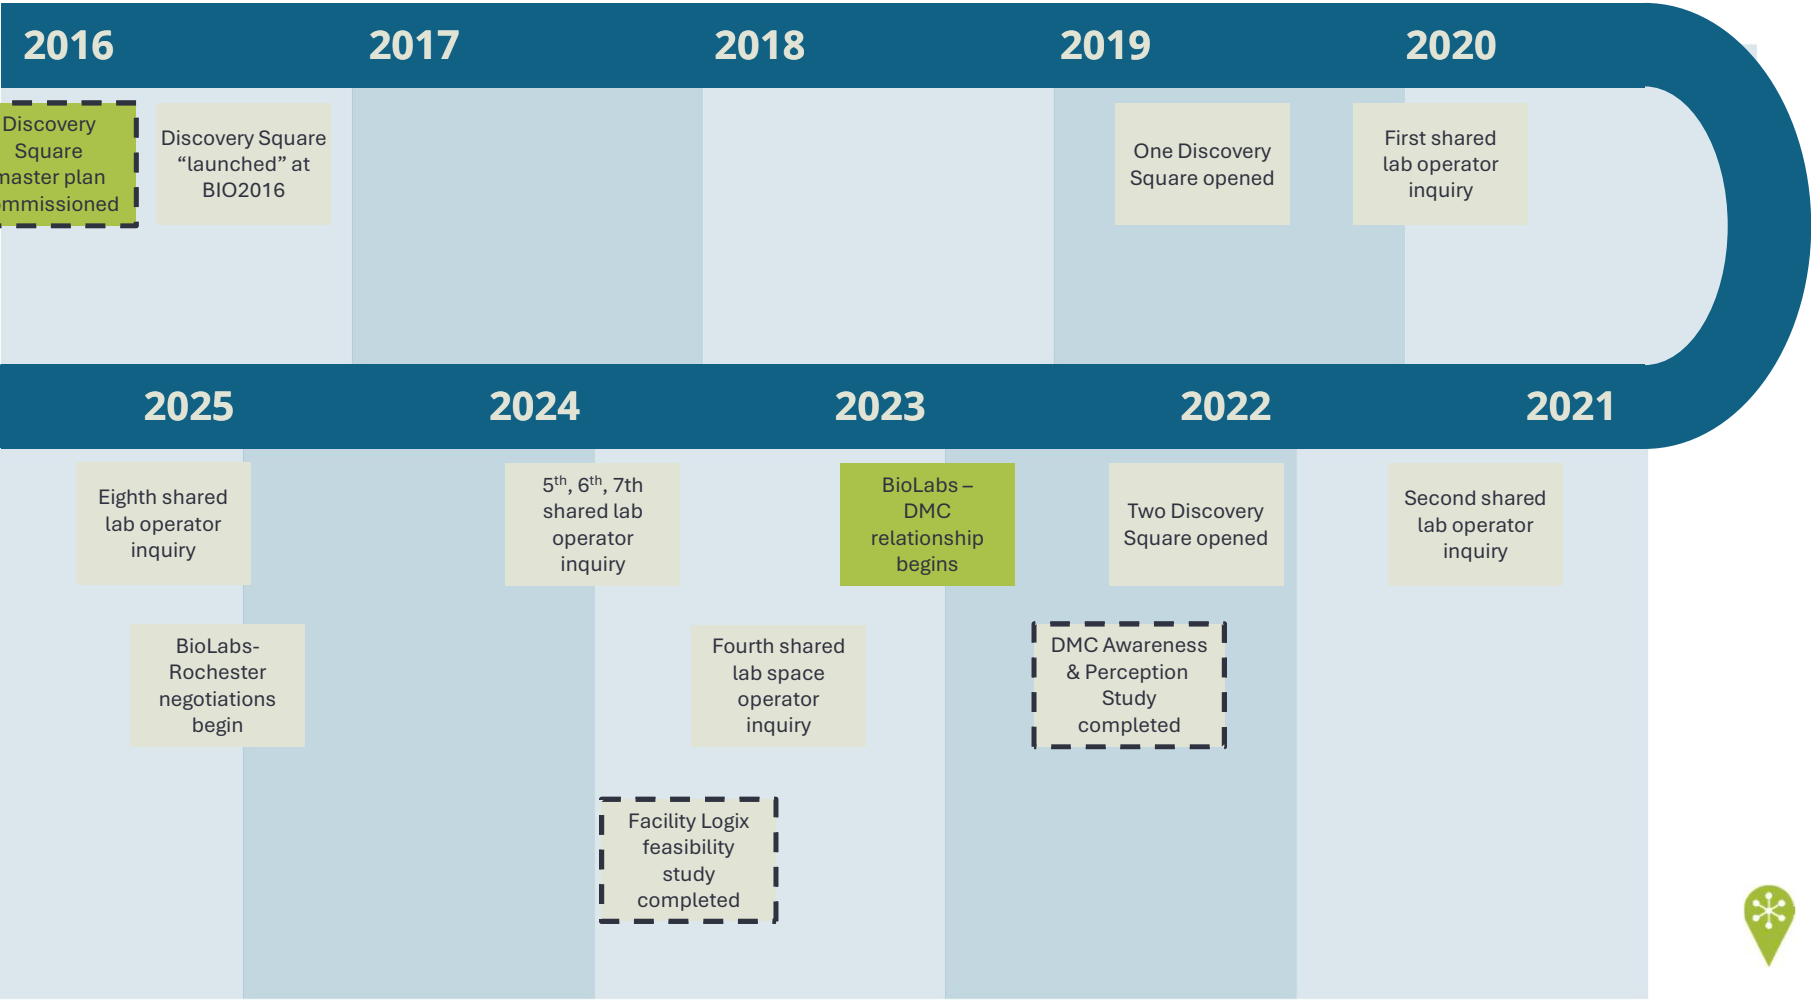 2016 2017 2018 2019 2020
Discovery
Square
plan
Discovery Square
“launched” at
BIO2016
One Discovery
Square opened
First shared
lab operator
inquiry
2025 2024 2023 2022 2021
Eighth shared
lab operator
inquiry
5th, 6th, 7th
shared lab
operator
inquiry
BioLabs –
DMC
relationship
begins
Two Discovery
Square opened
Second shared
lab operator
inquiry
BioLabs-
Rochester
negotiations
begin
Fourth shared
lab space
operator
inquiry
DMC Awareness
& Perception
Study
completed
Facility Logix
feasibility
study
completed